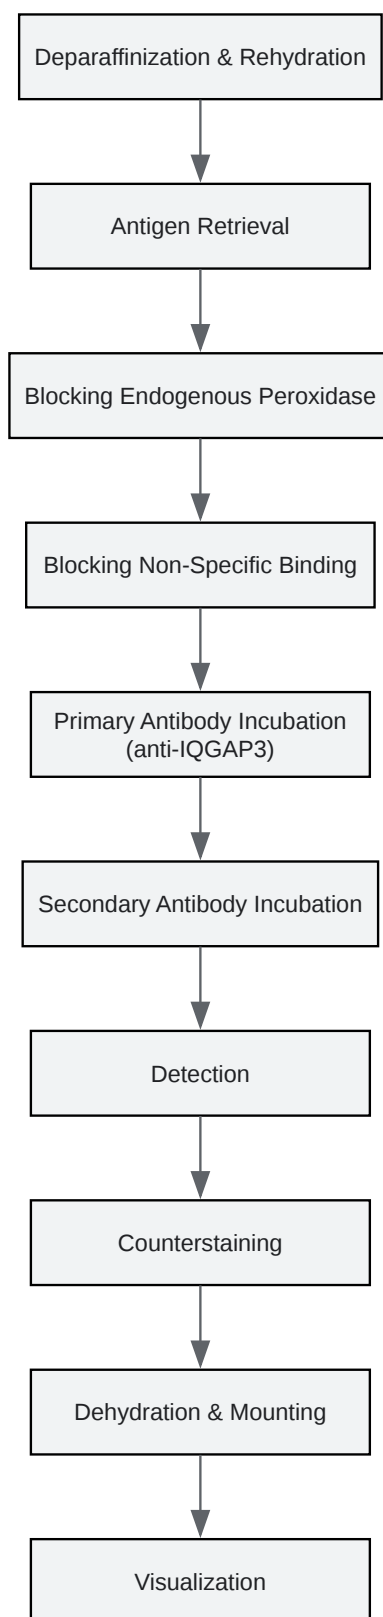 Deparaffinization & Rehydration
Antigen Retrieval
Blocking Endogenous Peroxidase
Blocking Non-Specific Binding
Primary Antibody Incubation
(anti-IQGAP3)
Secondary Antibody Incubation
Detection
Counterstaining
Dehydration & Mounting
Visualization